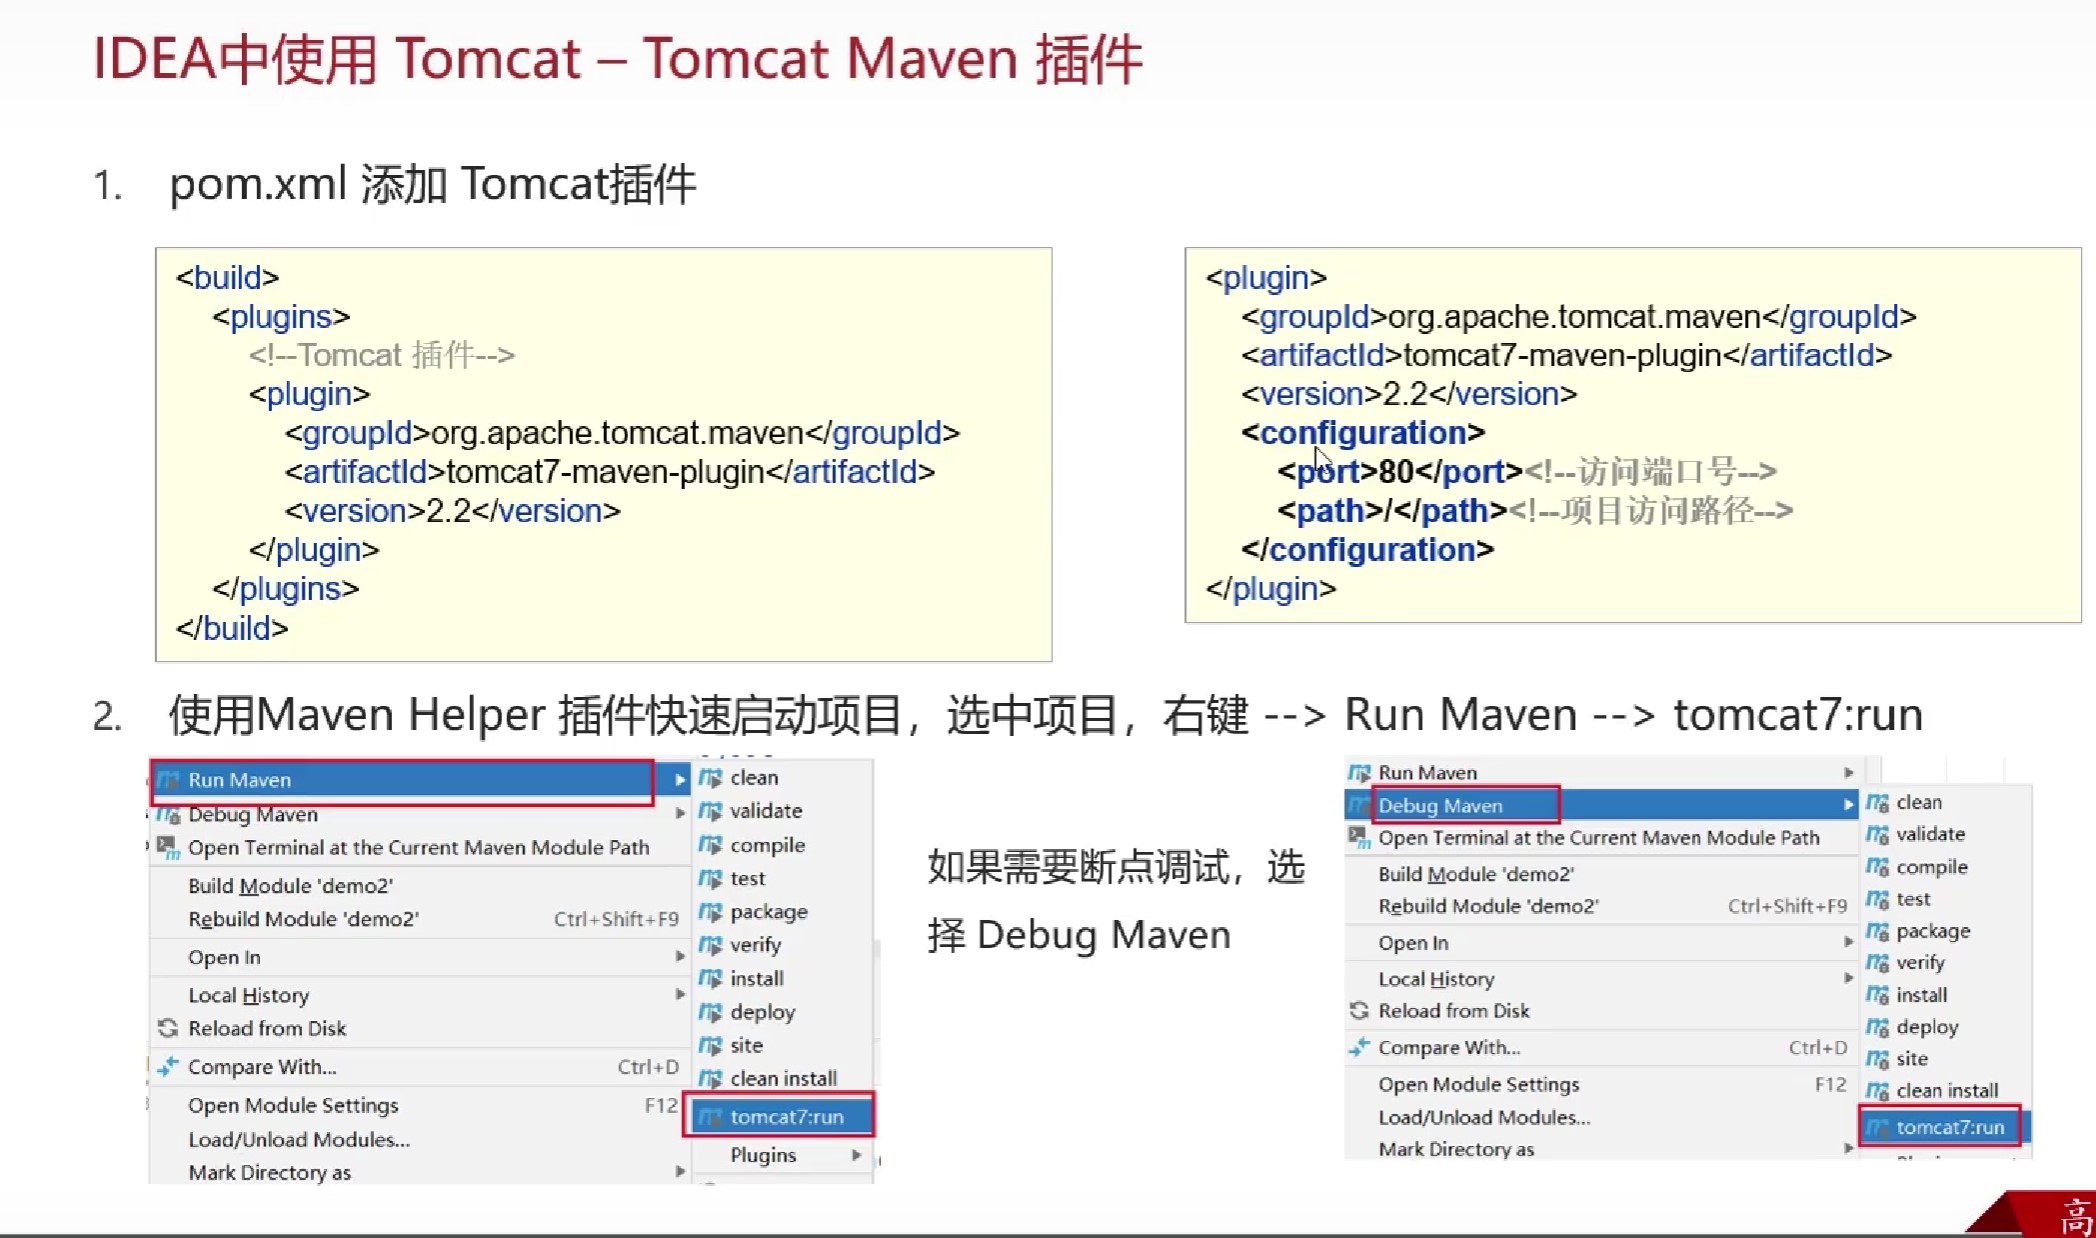 IDEA中使用 Tomcat – Tomcat Maven 插件
1. pom.xml 添加 Tomcat插件
<build>
<plugins>
<!--Tomcat 插件-->
<plugin>
<groupId>org.apache.tomcat.maven</groupId>
<artifactId>tomcat7-maven-plugin</artifactId>
<version>2.2</version>
</plugin>
</plugins>
</build>
<plugin>
<groupId>org.apache.tomcat.maven</groupId>
<artifactId>tomcat7-maven-plugin</artifactId>
<version>2.2</version>
<configuration>
<port>80</port><!--访问端口号-->
<path>/</path><!--项目访问路径-->
</configuration>
</plugin>
2. 使用Maven Helper 插件快速启动项目，选中项目，右键 --> Run Maven --> tomcat7:run
Run Maven
Debug Maven
Open Terminal at the Current Maven Module Path
Build Module 'demo2'
Rebuild Module 'demo2' Ctrl+Shift+F9
Open In
Local History
Reload from Disk
Compare With... Ctrl+D
Open Module Settings F12
Load/Unload Modules...
Mark Directory as
clean
validate
compile
test
package
verify
install
deploy
site
clean install
tomcat7:run
Plugins
如果需要断点调试，选
择 Debug Maven
Run Maven
Debug Maven
Open Terminal at the Current Maven Module Path
Build Module 'demo2'
Rebuild Module 'demo2' Ctrl+Shift+F9
Open In
Local History
Reload from Disk
Compare With... Ctrl+D
Open Module Settings F12
Load/Unload Modules...
Mark Directory as
clean
validate
compile
test
package
verify
install
deploy
site
clean install
tomcat7:run
高